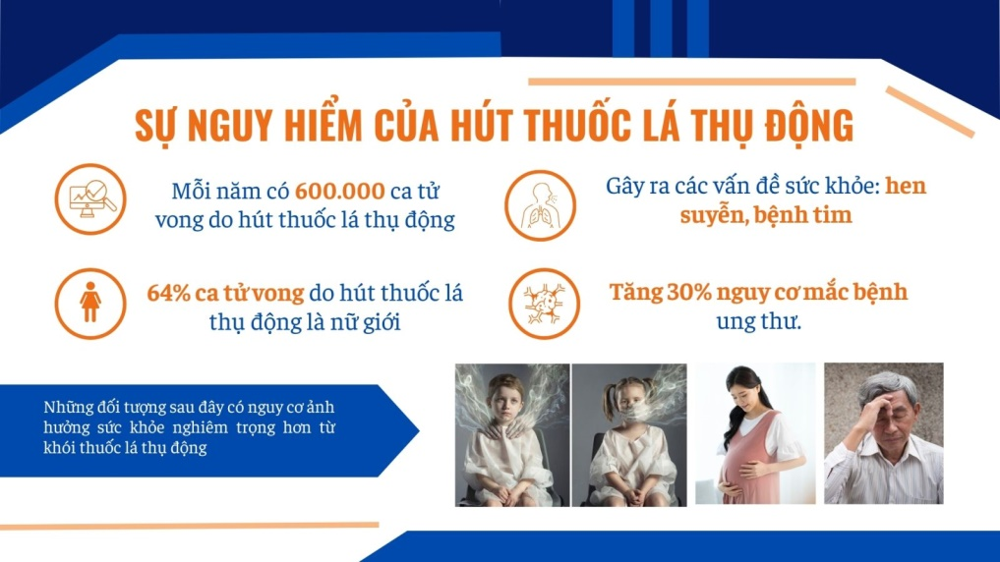 SỰ NGUY HIỂM CỦA HÚT THUỐC LÁ THỤ ĐỘNG
Mỗi năm có 600.000 ca tử
vong do hút thuốc lá thụ động
Gây ra các vấn đề sức khỏe: hen
suyễn, bệnh tim
64% ca tử vong do hút thuốc lá
thụ động là nữ giới
Tăng 30% nguy cơ mắc bệnh
ung thư.
Những đối tượng sau đây có nguy cơ ảnh
hưởng sức khỏe nghiêm trọng hơn từ
khói thuốc lá thụ động